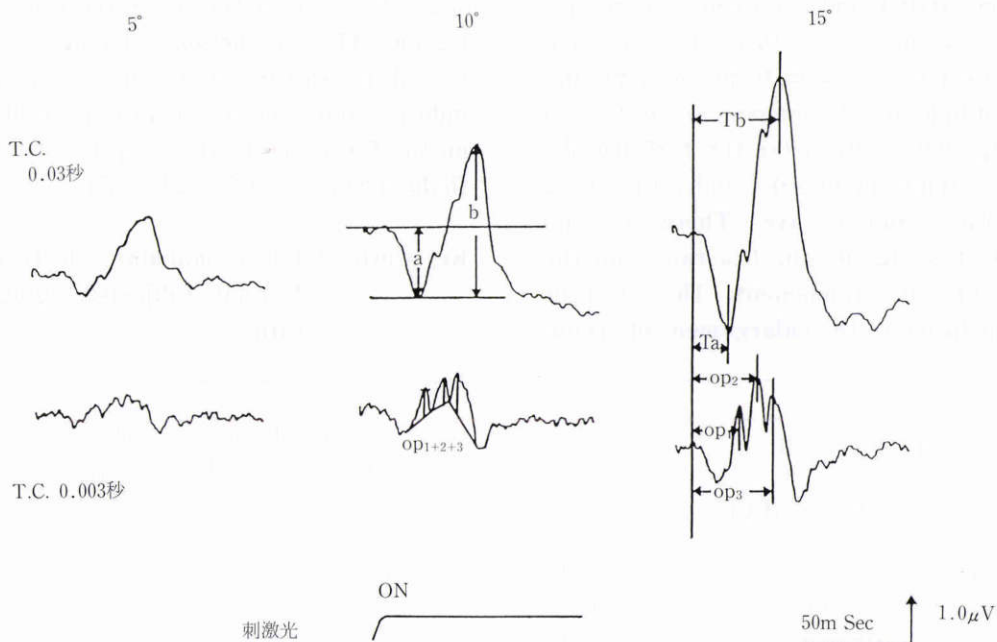 5°
10°
15°
T.C.
0.03秒
Tb
b
a
Ta
op₂
op₁
op₁₊₂₊₃
op₃
T.C. 0.003秒
ON
刺激光
50m Sec
1.0μV